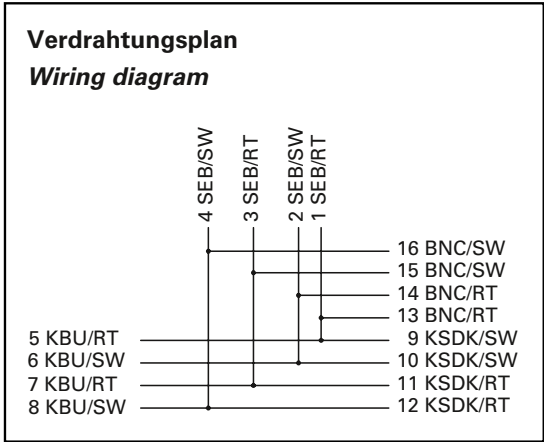 Verdrahtungsplan
Wiring diagram
4 SEB/SW
3 SEB/RT
2 SEB/SW
1 SEB/RT
16 BNC/SW
15 BNC/SW
14 BNC/RT
13 BNC/RT
5 KBU/RT
9 KSDK/SW
6 KBU/SW
10 KSDK/SW
7 KBU/RT
11 KSDK/RT
8 KBU/SW
12 KSDK/RT